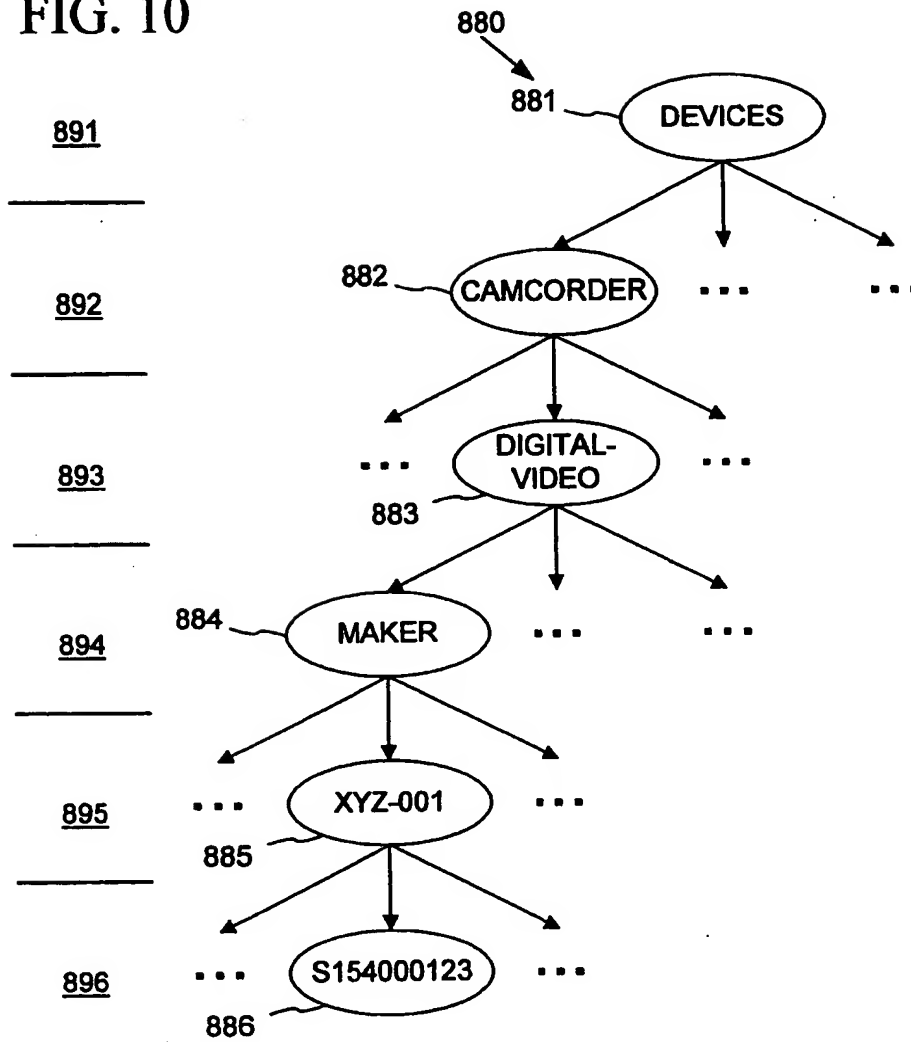 FIG. 10
880
891
881
DEVICES
882
CAMCORDER
...
...
892
...
DIGITAL-
VIDEO
...
893
883
884
MAKER
...
...
894
...
XYZ-001
...
895
885
...
S154000123
...
896
886